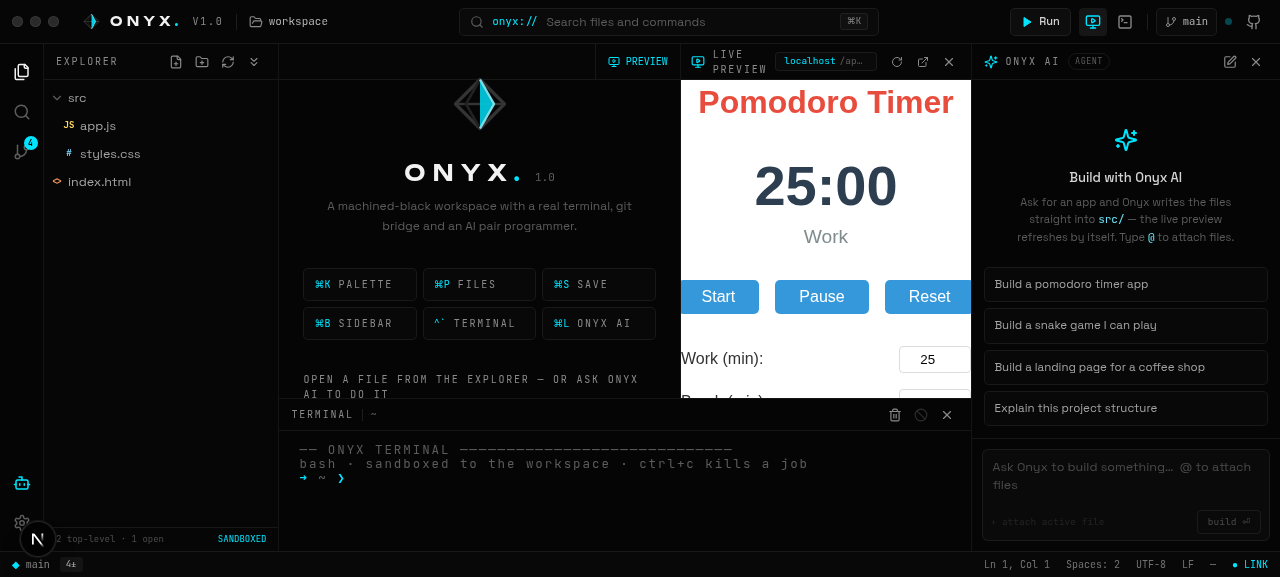 ONYX. V1.0
workspace
onyx:// Search files and commands ⌘K
Run
main
EXPLORER
PREVIEW
LIVE PREVIEW
localhost/ap…
ONYX AI AGENT
src
JS app.js
# styles.css
<> index.html
4
ONYX. 1.0
A machined-black workspace with a real terminal, git
bridge and an AI pair programmer.
⌘K PALETTE
⌘P FILES
⌘S SAVE
⌘B SIDEBAR
^` TERMINAL
⌘L ONYX AI
OPEN A FILE FROM THE EXPLORER — OR ASK ONYX
AI TO DO IT
Pomodoro Timer
25:00
Work
Start
Pause
Reset
Work (min): 25
Build with Onyx AI
Ask for an app and Onyx writes the files
straight into src/ — the live preview
refreshes by itself. Type @ to attach files.
Build a pomodoro timer app
Build a snake game I can play
Build a landing page for a coffee shop
Explain this project structure
TERMINAL ~
—— ONYX TERMINAL ————————————————————————————
bash · sandboxed to the workspace · ctrl+c kills a job
➜ ~ ❯
Ask Onyx to build something… @ to attach
files
attach active file
build ⏎
N
2 top-level · 1 open
SANDBOXED
main 4±
Ln 1, Col 1
Spaces: 2
UTF-8
LF
—
LINK